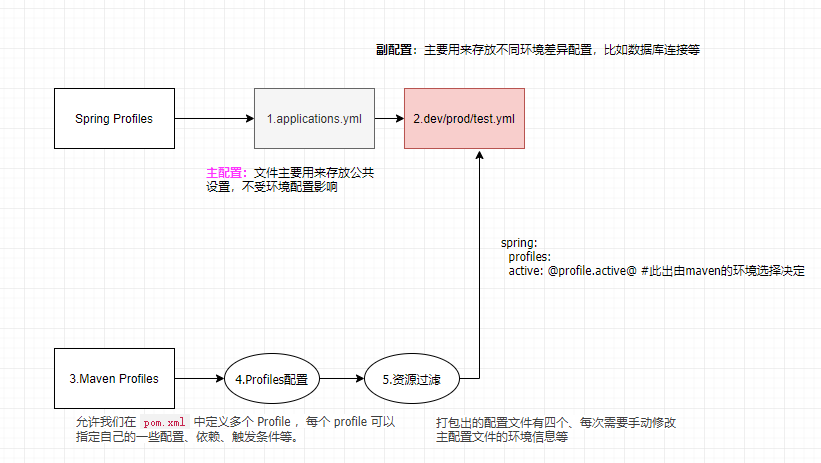 副配置：主要用来存放不同环境差异配置，比如数据库连接等
Spring Profiles
1.applications.yml
2.dev/prod/test.yml
主配置：文件主要用来存放公共
设置，不受环境配置影响
spring:
profiles:
active: @profile.active@ #此出由maven的环境选择决定
3.Maven Profiles
4.Profiles配置
5.资源过滤
允许我们在 pom.xml 中定义多个 Profile ，每个 profile 可以
指定自己的一些配置、依赖、触发条件等。
打包出的配置文件有四个、每次需要手动修改
主配置文件的环境信息等